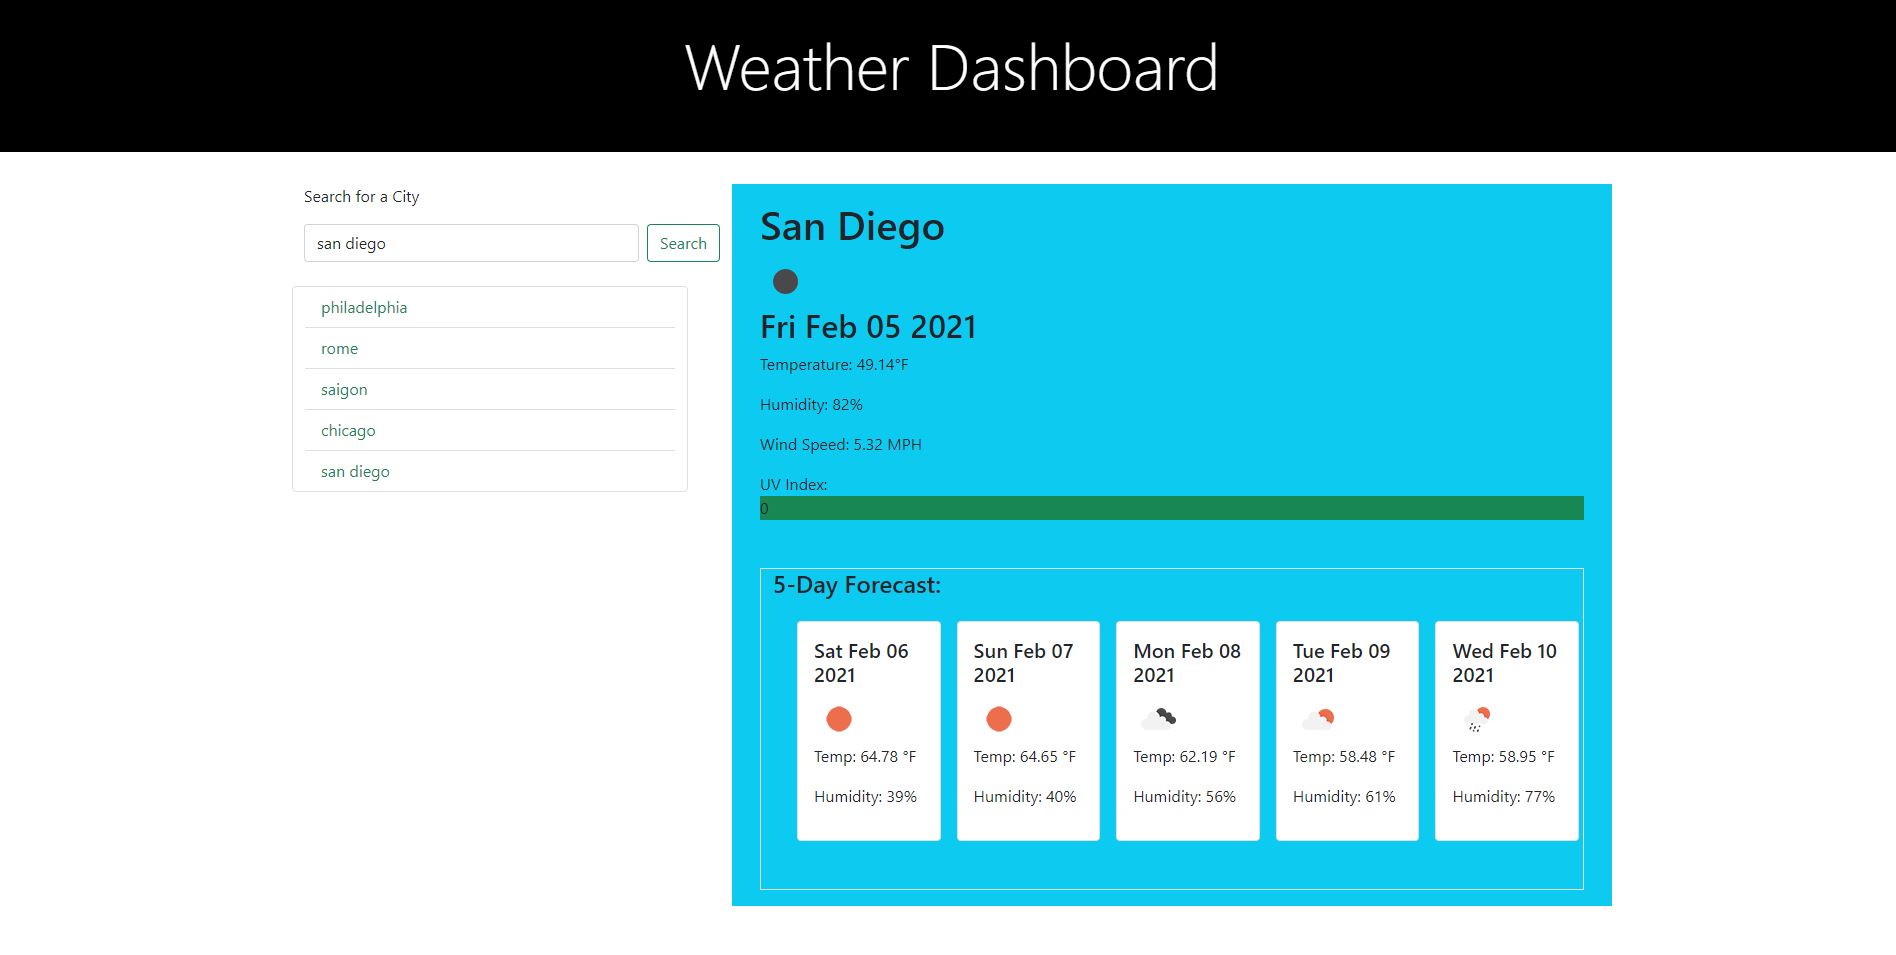 Weather Dashboard
Search for a City
san diego
Search
philadelphia
rome
saigon
chicago
san diego
San Diego
Fri Feb 05 2021
Temperature: 49.14°F
Humidity: 82%
Wind Speed: 5.32 MPH
UV Index:
0
5-Day Forecast:
Sat Feb 06
2021
Temp: 64.78 °F
Humidity: 39%
Sun Feb 07
2021
Temp: 64.65 °F
Humidity: 40%
Mon Feb 08
2021
Temp: 62.19 °F
Humidity: 56%
Tue Feb 09
2021
Temp: 58.48 °F
Humidity: 61%
Wed Feb 10
2021
Temp: 58.95 °F
Humidity: 77%